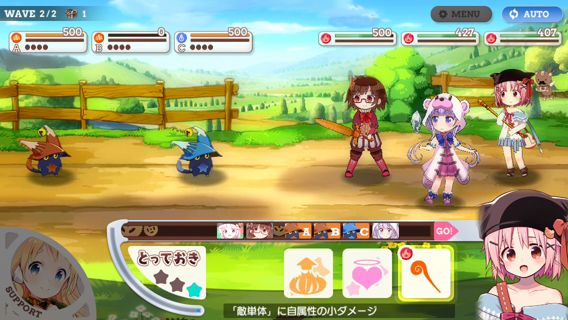 WAVE 2/2 1
MENU
AUTO
500
A
0
B
500
C
500
427
407
A
B
C
GO!
とっておき
SUPPORT
「敵単体」に自属性の小ダメージ